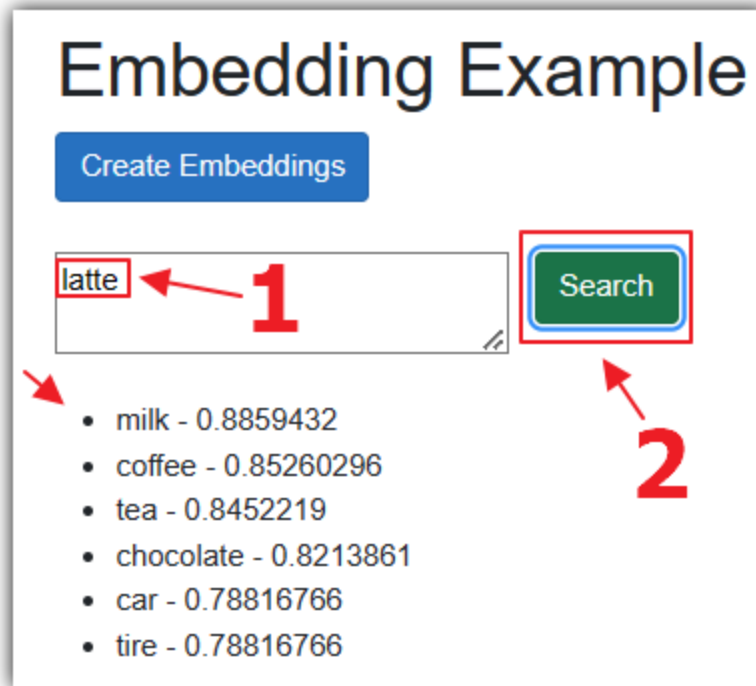 Embedding Example
Create Embeddings
latte
1
Search
2
milk - 0.8859432
coffee - 0.85260296
tea - 0.8452219
chocolate - 0.8213861
car - 0.78816766
tire - 0.78816766